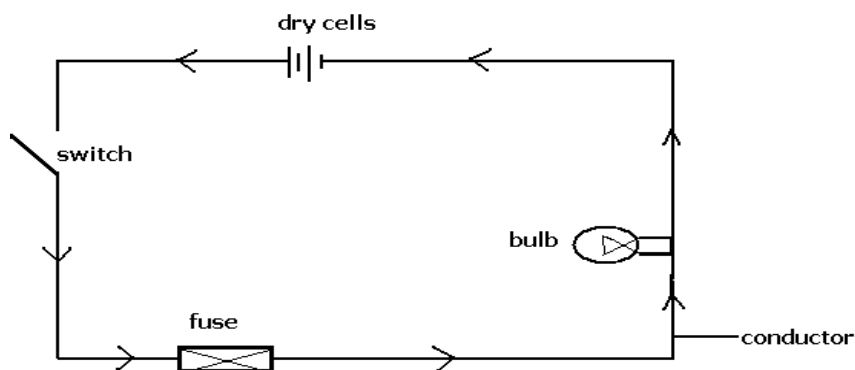 dry cells
switch
bulb
fuse
conductor